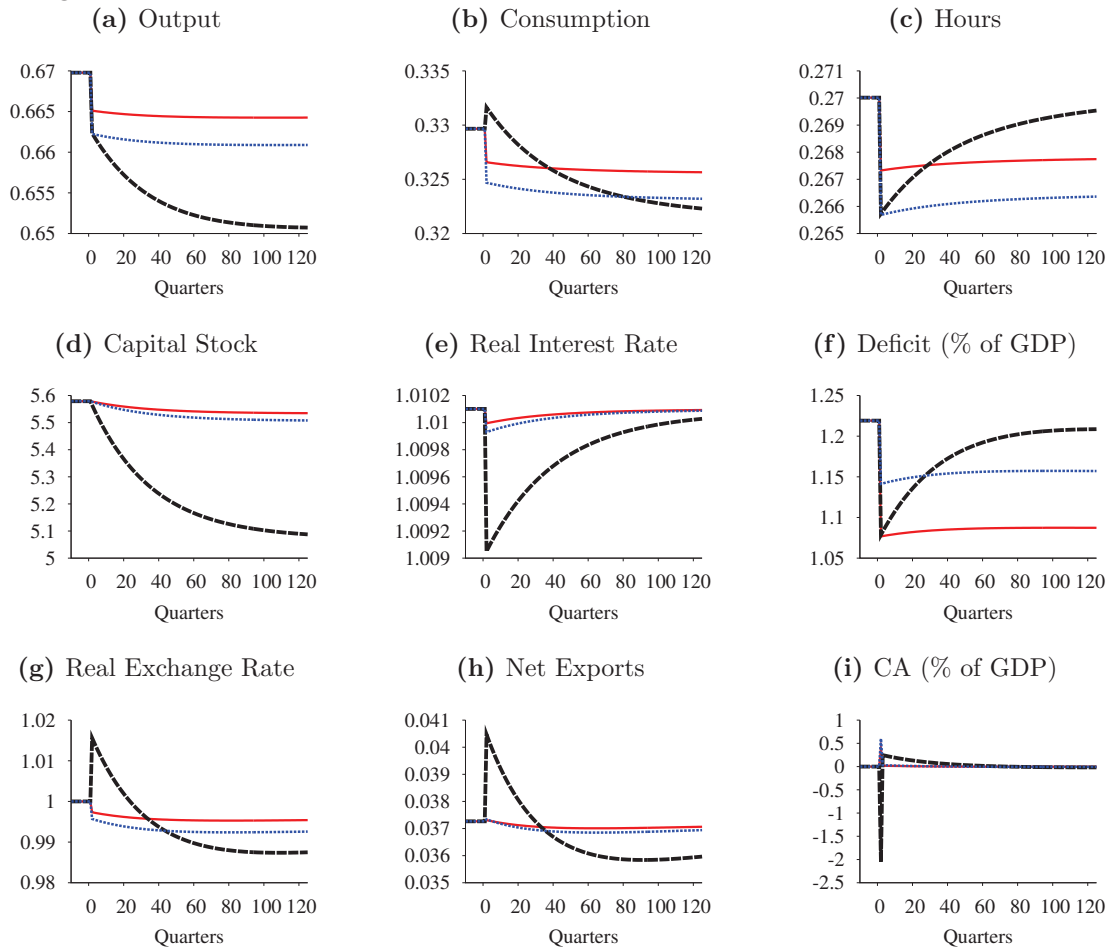 (a) Output
(b) Consumption
(c) Hours
0.67
0.665
0.66
0.655
0.65
0 20 40 60 80 100 120
Quarters
0.335
0.33
0.325
0.32
0 20 40 60 80 100 120
Quarters
0.271
0.27
0.269
0.268
0.267
0.266
0.265
0 20 40 60 80 100 120
Quarters
(d) Capital Stock
(e) Real Interest Rate
(f) Deficit (% of GDP)
5.6
5.5
5.4
5.3
5.2
5.1
5
0 20 40 60 80 100 120
Quarters
1.0102
1.01
1.0098
1.0096
1.0094
1.0092
1.009
0 20 40 60 80 100 120
Quarters
1.25
1.2
1.15
1.1
1.05
0 20 40 60 80 100 120
Quarters
(g) Real Exchange Rate
(h) Net Exports
(i) CA (% of GDP)
1.02
1.01
1
0.99
0.98
0 20 40 60 80 100 120
Quarters
0.041
0.04
0.039
0.038
0.037
0.036
0.035
0 20 40 60 80 100 120
Quarters
1
0.5
0
-0.5
-1
-1.5
-2
-2.5
0 20 40 60 80 100 120
Quarters